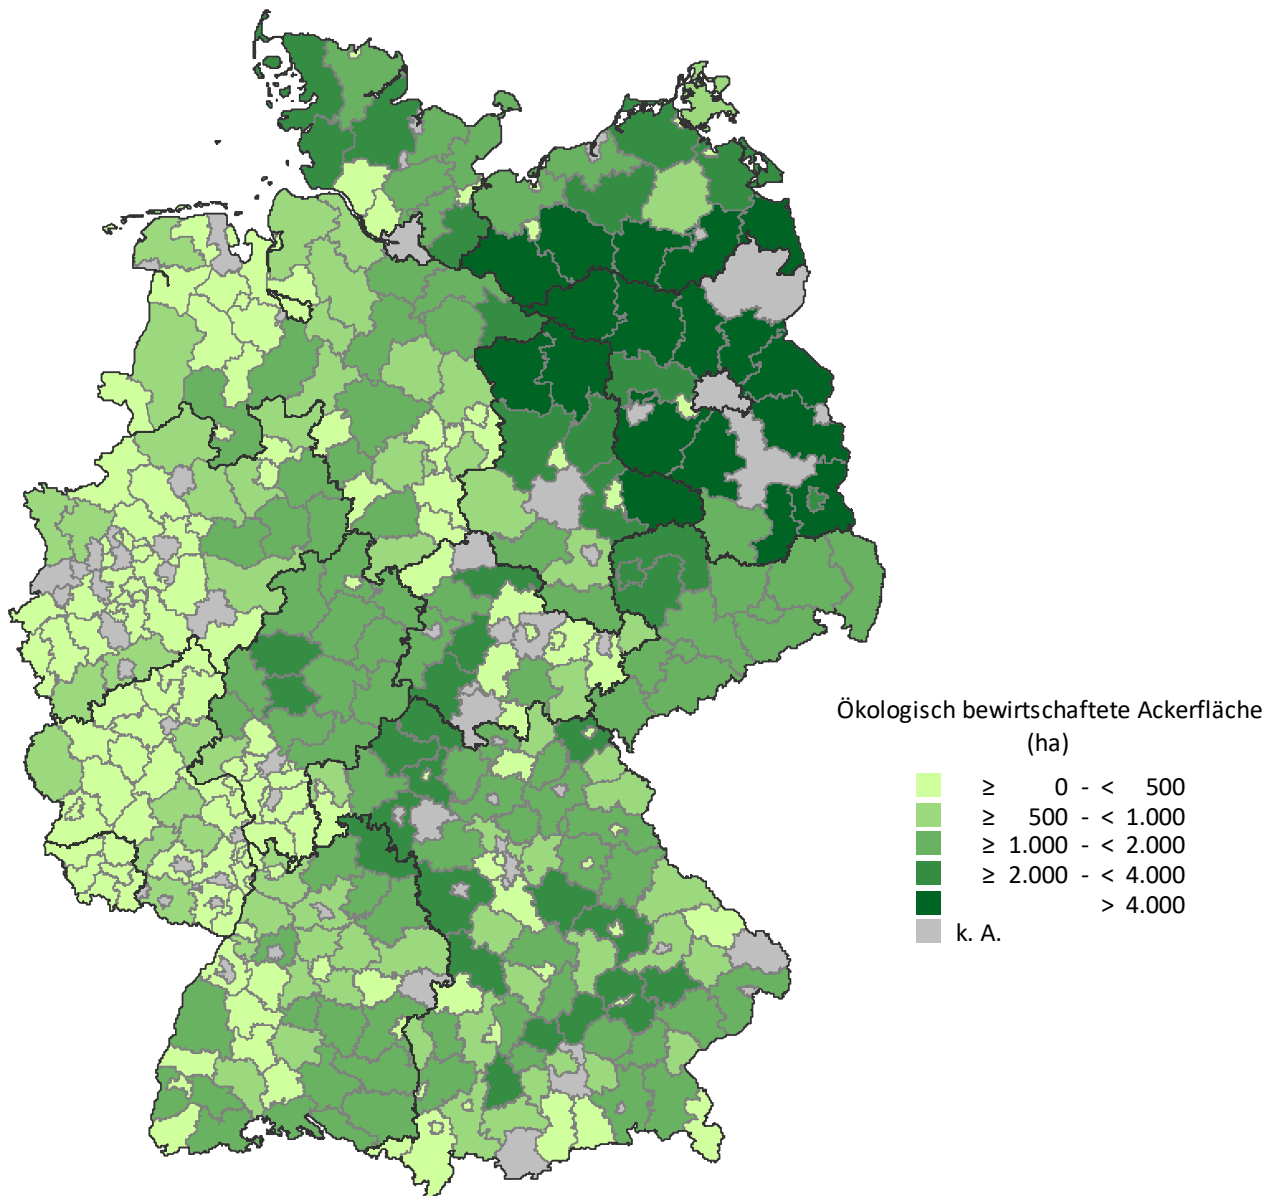 Ökologisch bewirtschaftete Ackerfläche
(ha)
≥ 0 - < 500
≥ 500 - < 1.000
≥ 1.000 - < 2.000
≥ 2.000 - < 4.000
> 4.000
k. A.